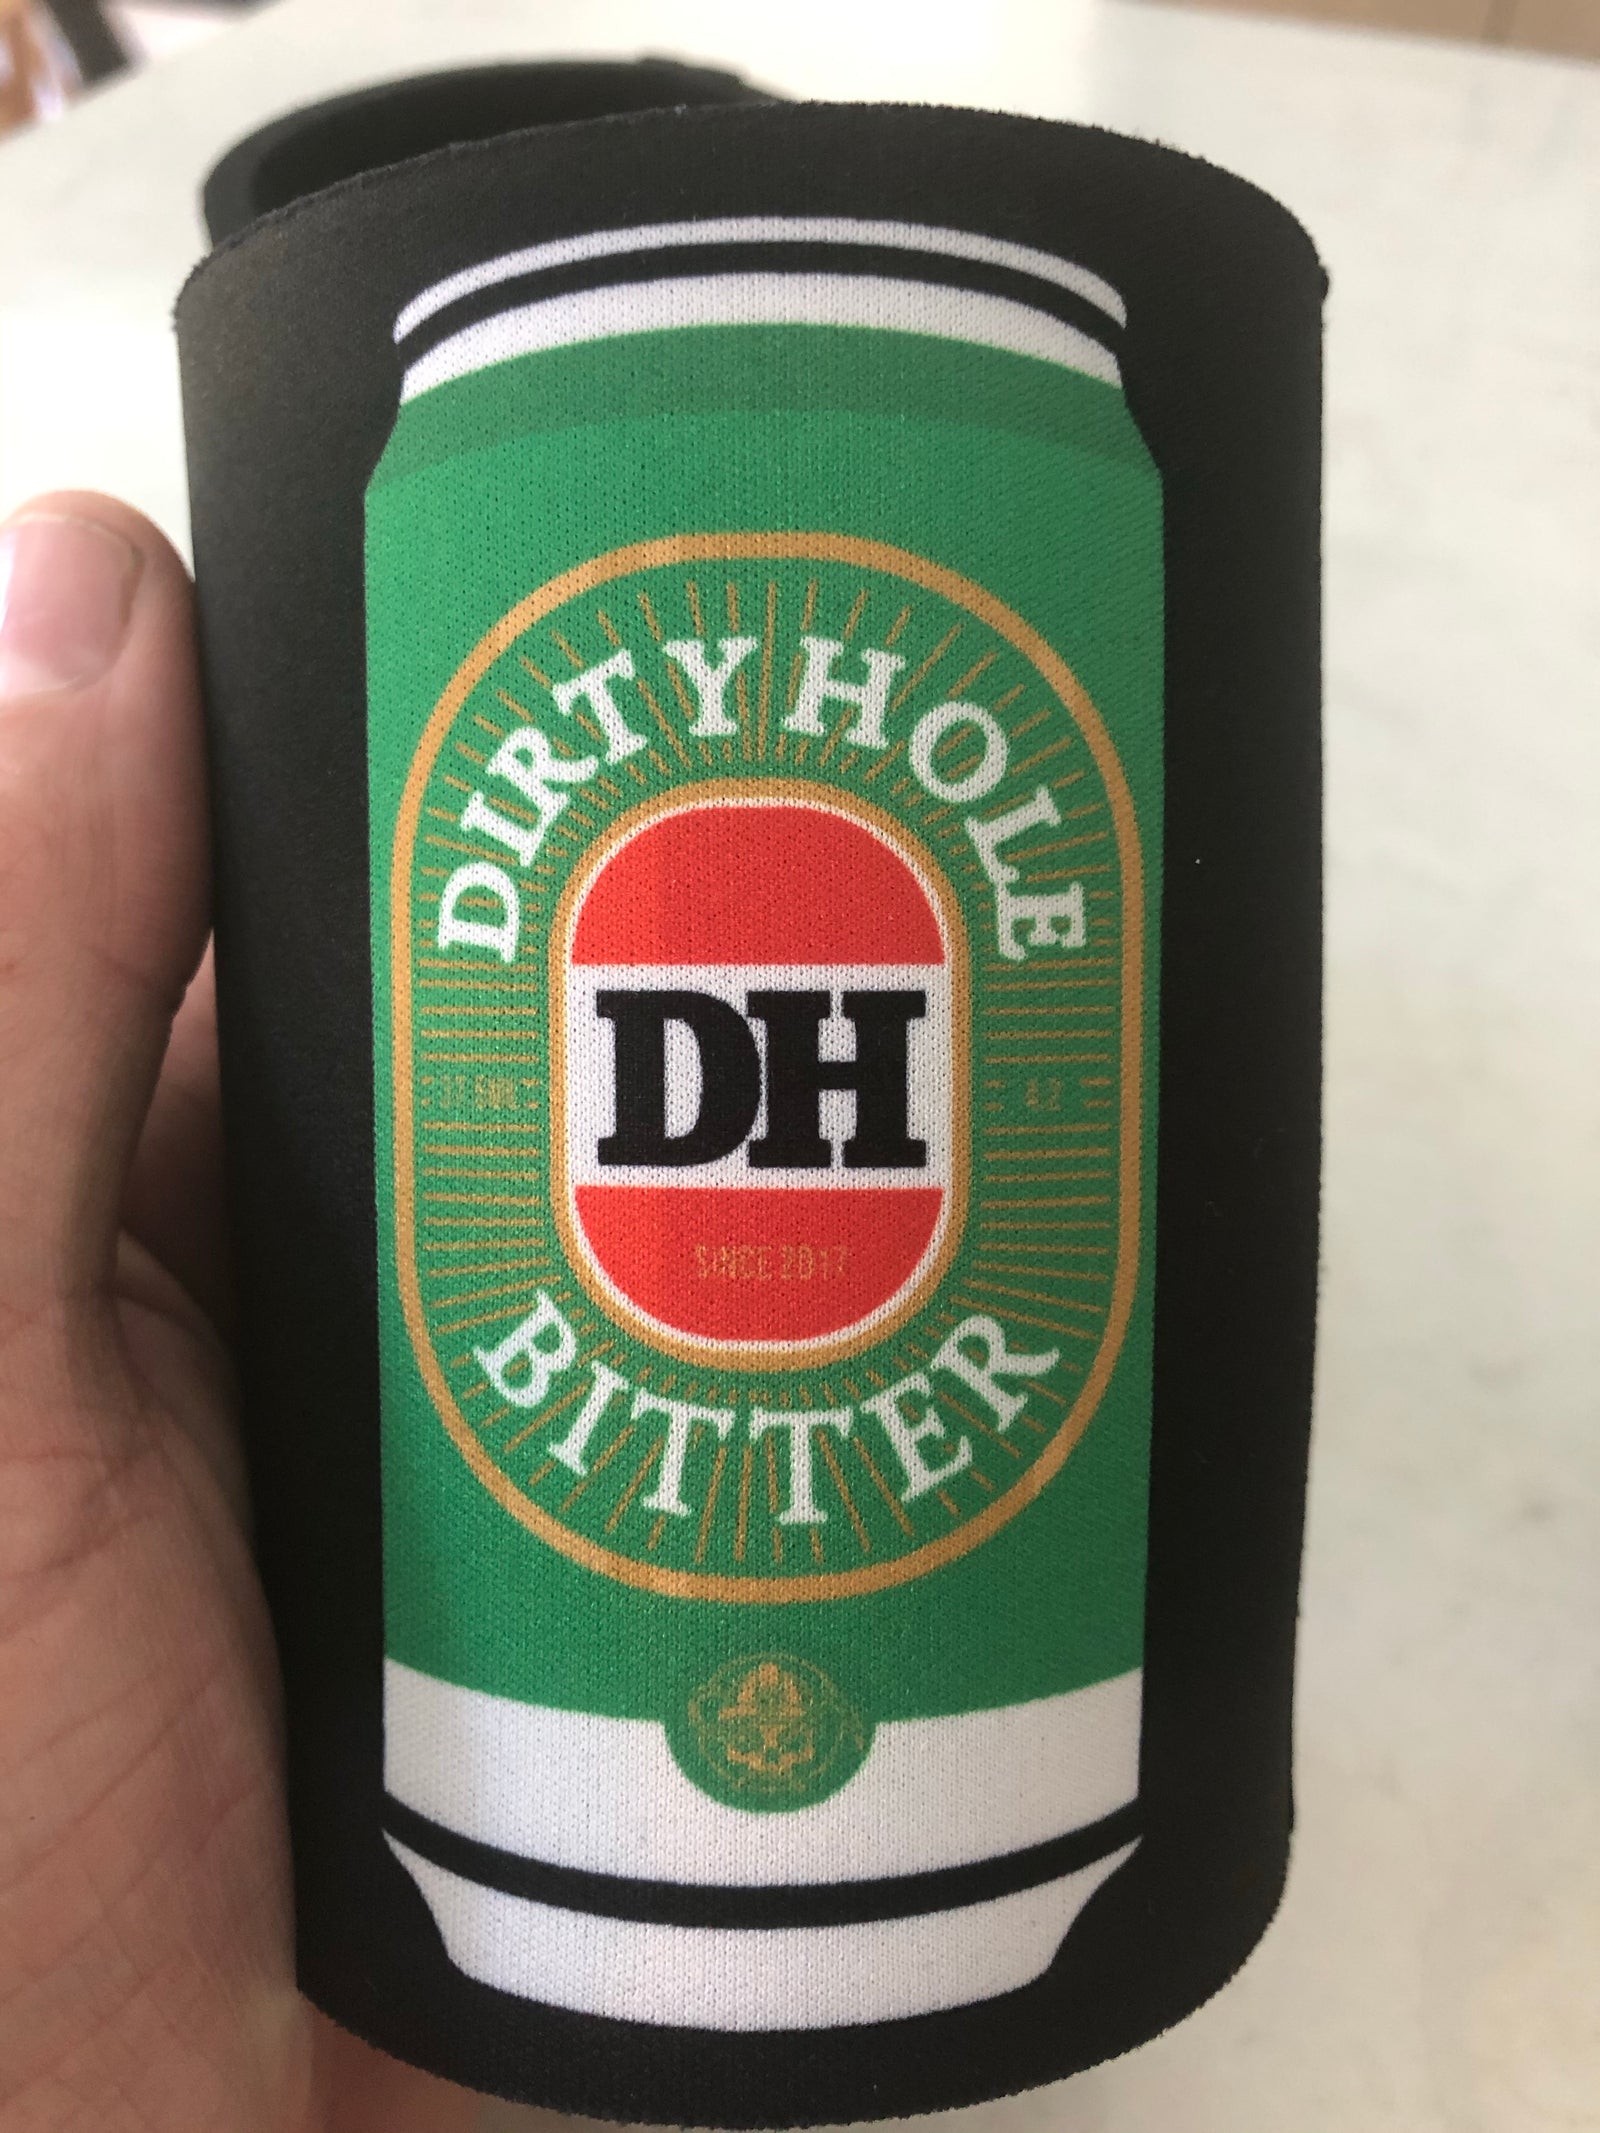 DIRTYHOLE
DH
SINCE 2017
BITTER